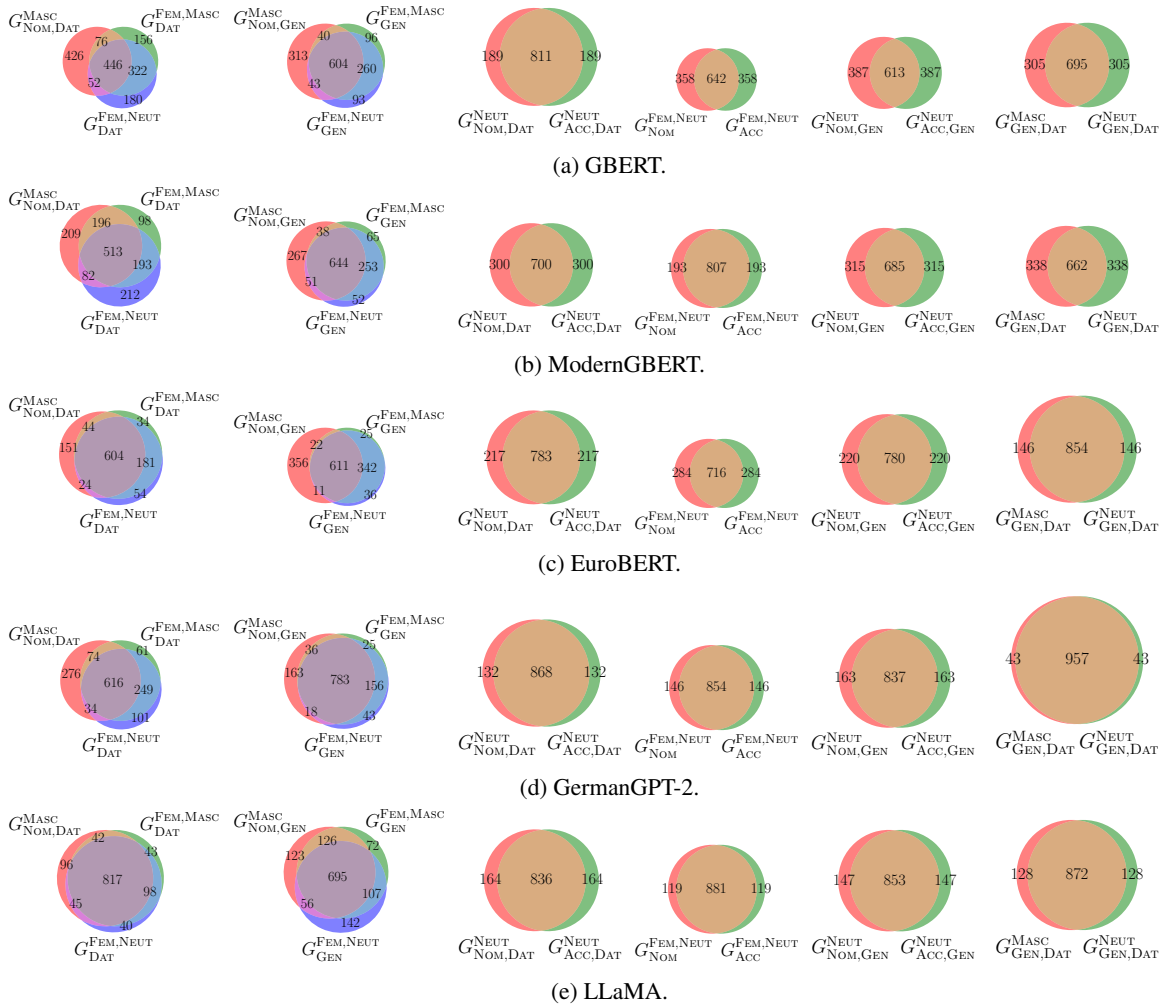 G^MASC_NOM,DAT G^FEM,MASC_DAT G^MASC_NOM,GEN G^FEM,MASC_GEN
426 76 156 446 322 52 180
313 40 96 604 260 43 93
189 811 189
358 642 358
387 613 387
305 695 305
G^FEM,NEUT_DAT G^FEM,NEUT_GEN G^NEUT_NOM,DAT G^NEUT_ACC,DAT G^FEM,NEUT_NOM G^FEM,NEUT_ACC G^NEUT_NOM,GEN G^NEUT_ACC,GEN G^MASC_GEN,DAT G^NEUT_GEN,DAT
(a) GBERT.
G^MASC_NOM,DAT G^FEM,MASC_DAT G^MASC_NOM,GEN G^FEM,MASC_GEN
209 196 98 513 193 82 212
267 38 65 644 253 51 52
300 700 300
193 807 193
315 685 315
338 662 338
G^FEM,NEUT_DAT G^FEM,NEUT_GEN G^NEUT_NOM,DAT G^NEUT_ACC,DAT G^FEM,NEUT_NOM G^FEM,NEUT_ACC G^NEUT_NOM,GEN G^NEUT_ACC,GEN G^MASC_GEN,DAT G^NEUT_GEN,DAT
(b) ModernGBERT.
G^MASC_NOM,DAT G^FEM,MASC_DAT G^MASC_NOM,GEN G^FEM,MASC_GEN
151 44 34 604 181 24 54
356 22 25 611 342 11 36
217 783 217
284 716 284
220 780 220
146 854 146
G^FEM,NEUT_DAT G^FEM,NEUT_GEN G^NEUT_NOM,DAT G^NEUT_ACC,DAT G^FEM,NEUT_NOM G^FEM,NEUT_ACC G^NEUT_NOM,GEN G^NEUT_ACC,GEN G^MASC_GEN,DAT G^NEUT_GEN,DAT
(c) EuroBERT.
G^MASC_NOM,DAT G^FEM,MASC_DAT G^MASC_NOM,GEN G^FEM,MASC_GEN
276 74 61 616 249 34 101
163 36 25 783 156 18 43
132 868 132
146 854 146
163 837 163
43 957 43
G^FEM,NEUT_DAT G^FEM,NEUT_GEN G^NEUT_NOM,DAT G^NEUT_ACC,DAT G^FEM,NEUT_NOM G^FEM,NEUT_ACC G^NEUT_NOM,GEN G^NEUT_ACC,GEN G^MASC_GEN,DAT G^NEUT_GEN,DAT
(d) GermanGPT-2.
G^MASC_NOM,DAT G^FEM,MASC_DAT G^MASC_NOM,GEN G^FEM,MASC_GEN
96 42 43 817 98 45 40
123 126 72 695 107 56 142
164 836 164
119 881 119
147 853 147
128 872 128
G^FEM,NEUT_DAT G^FEM,NEUT_GEN G^NEUT_NOM,DAT G^NEUT_ACC,DAT G^FEM,NEUT_NOM G^FEM,NEUT_ACC G^NEUT_NOM,GEN G^NEUT_ACC,GEN G^MASC_GEN,DAT G^NEUT_GEN,DAT
(e) LLaMA.